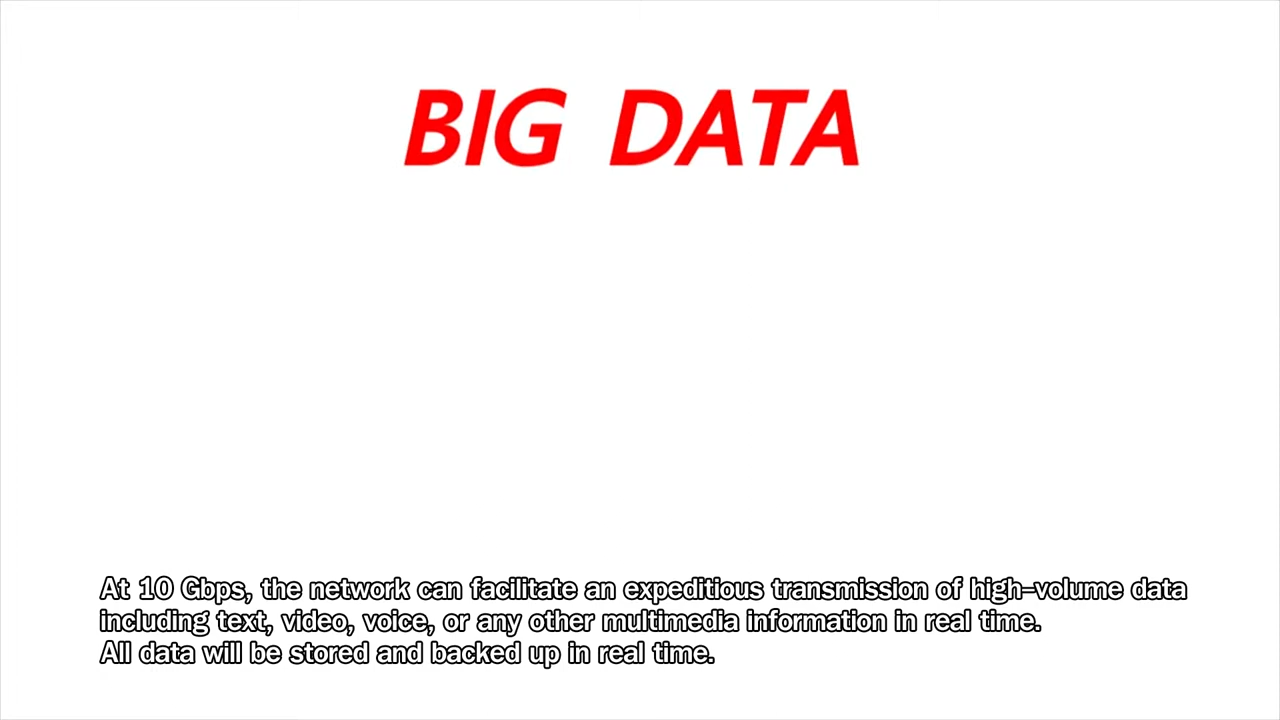 BIG DATA
At 10 Gbps, the network can facilitate an expeditious transmission of high-volume data
including text, video, voice, or any other multimedia information in real time.
All data will be stored and backed up in real time.